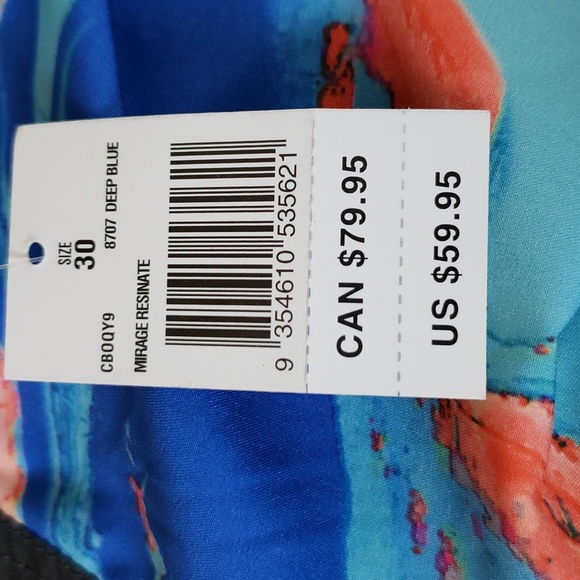 SIZE
30
8707 DEEP BLUE
CB0QY9
MIRAGE RESINATE
9 354610 535621
CAN $79.95
US $59.95